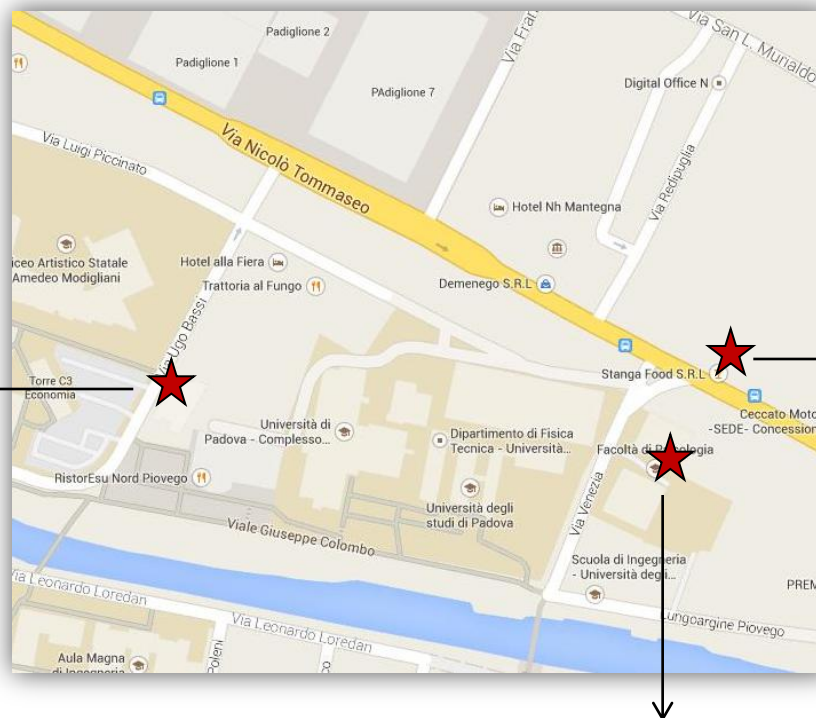 Via San L. Murialdo
Padiglione 2
Via Fran
Padiglione 1
Digital Office N
PAdiglione 7
Via Nicolò Tommaseo
Via Luigi Piccinato
Via Redipuglia
Hotel Nh Mantegna
iceo Artistico Statale
Amedeo Modigliani
Hotel alla Fiera
Trattoria al Fungo
Demenego S.R.L
Via Ugo Bassi
Stanga Food S.R.L
Torre C3
Economia
Ceccato Moto
-SEDE- Concession
Università di
Padova - Complesso...
Dipartimento di Fisica
Tecnica - Università...
Facoltà di Psicologia
RistorEsu Nord Piovego
Università degli
studi di Padova
Via Venezia
Viale Giuseppe Colombo
Scuola di Ingegneria
- Università degli...
PREM
Via Leonardo Loredan
Via Leonardo Loredan
Lungoargine Piovego
Poleni
co
Aula Magna
di Ingegneria